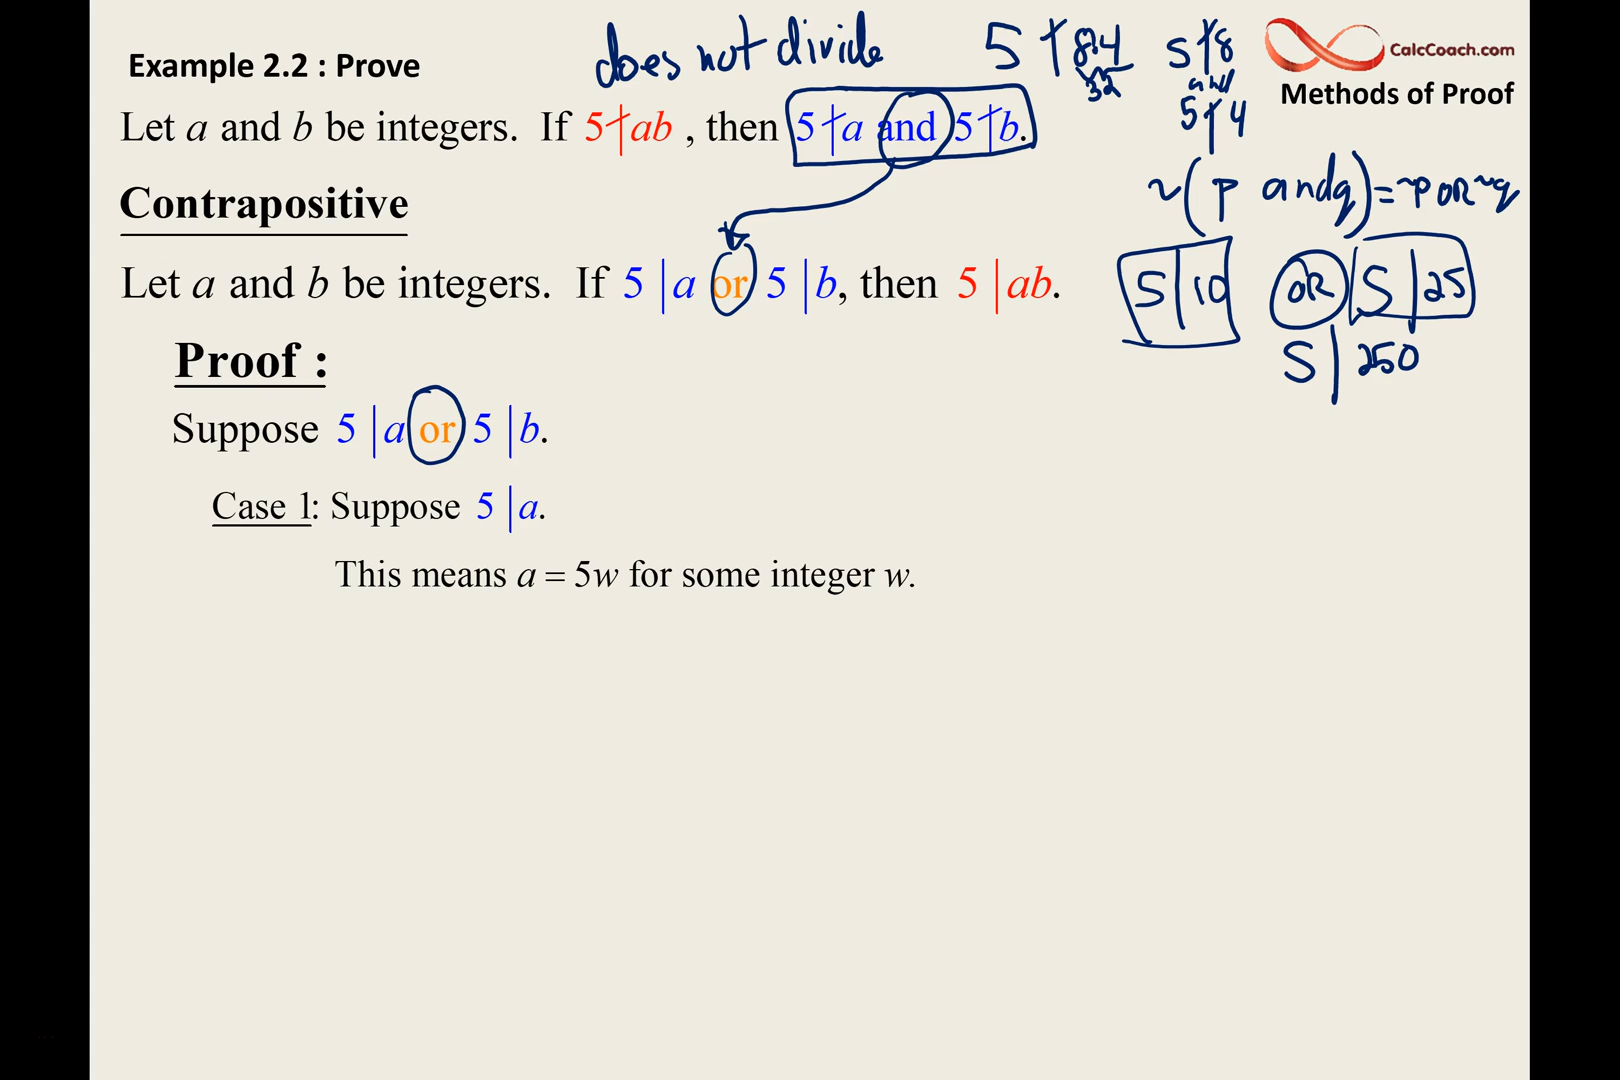 Example 2.2 : Prove
does not divide
5 ∤ 8·4
32
5 ∤ 8
and
5 ∤ 4
CalcCoach.com
Methods of Proof
Let a and b be integers. If 5 ∤ ab , then 5 ∤ a and 5 ∤ b.
~(p and q) = ~p OR ~q
Contrapositive
Let a and b be integers. If 5 | a or 5 | b, then 5 | ab.
5 | 10 OR 5 | 25
5 | 250
Proof :
Suppose 5 | a or 5 | b.
Case 1: Suppose 5 | a.
This means a = 5w for some integer w.